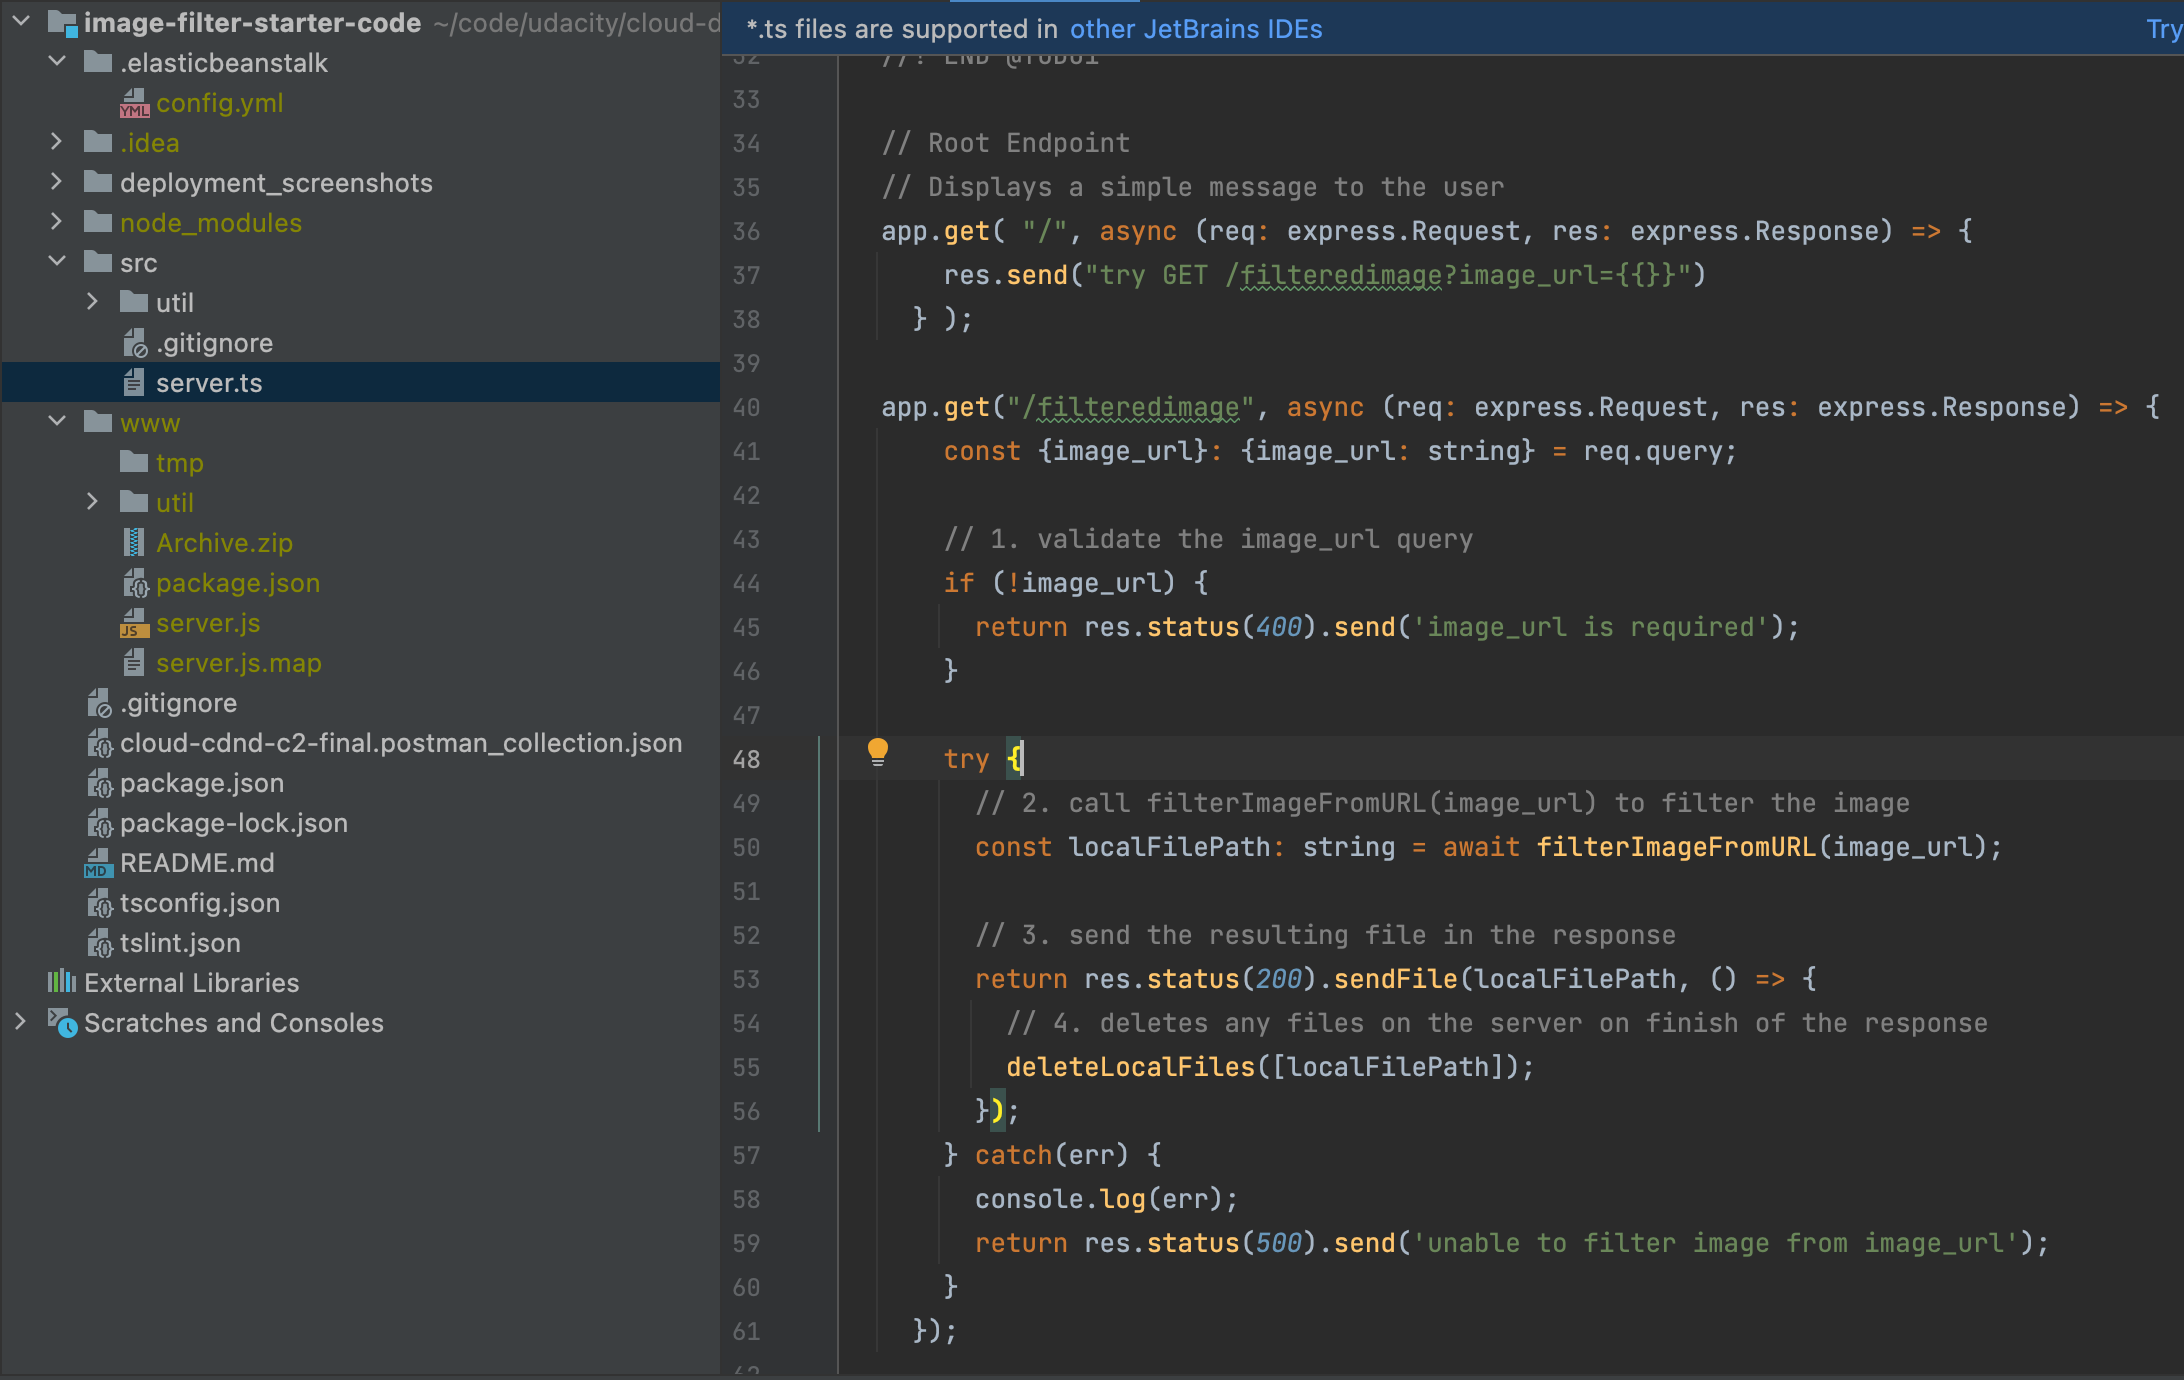 image-filter-starter-code ~/code/udacity/cloud-d
.elasticbeanstalk
YML config.yml
.idea
deployment_screenshots
node_modules
src
util
.gitignore
server.ts
www
tmp
util
Archive.zip
package.json
JS server.js
server.js.map
.gitignore
cloud-cdnd-c2-final.postman_collection.json
package.json
package-lock.json
MD README.md
tsconfig.json
tslint.json
External Libraries
Scratches and Consoles
*.ts files are supported in other JetBrains IDEs Try
32 //! END @TODO1
33
34 // Root Endpoint
35 // Displays a simple message to the user
36 app.get( "/", async (req: express.Request, res: express.Response) => {
37 res.send("try GET /filteredimage?image_url={{}}")
38 } );
39
40 app.get("/filteredimage", async (req: express.Request, res: express.Response) => {
41 const {image_url}: {image_url: string} = req.query;
42
43 // 1. validate the image_url query
44 if (!image_url) {
45 return res.status(400).send('image_url is required');
46 }
47
48 try {
49 // 2. call filterImageFromURL(image_url) to filter the image
50 const localFilePath: string = await filterImageFromURL(image_url);
51
52 // 3. send the resulting file in the response
53 return res.status(200).sendFile(localFilePath, () => {
54 // 4. deletes any files on the server on finish of the response
55 deleteLocalFiles([localFilePath]);
56 });
57 } catch(err) {
58 console.log(err);
59 return res.status(500).send('unable to filter image from image_url');
60 }
61 });
62